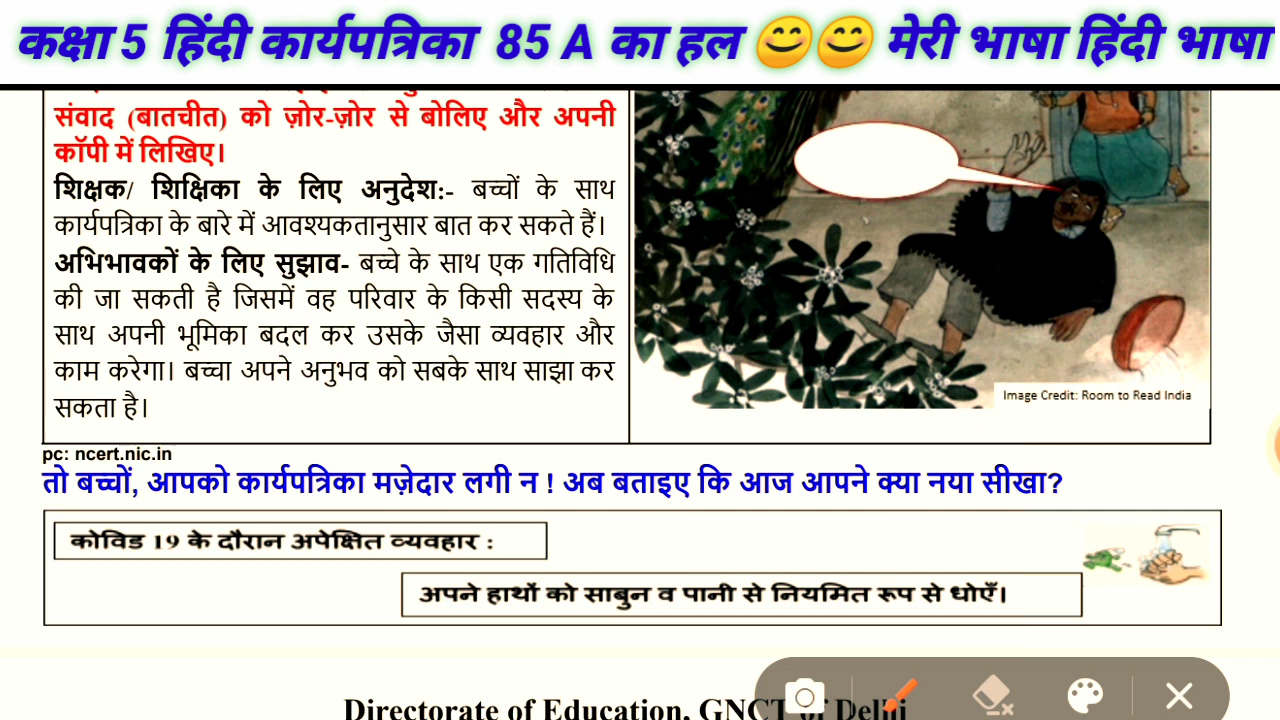 कक्षा 5 हिंदी कार्यपत्रिका 85 A का हल 😊😊 मेरी भाषा हिंदी भाषा
संवाद (बातचीत) को ज़ोर-ज़ोर से बोलिए और अपनी
कॉपी में लिखिए।
शिक्षक/ शिक्षिका के लिए अनुदेश:- बच्चों के साथ
कार्यपत्रिका के बारे में आवश्यकतानुसार बात कर सकते हैं।
अभिभावकों के लिए सुझाव- बच्चे के साथ एक गतिविधि
की जा सकती है जिसमें वह परिवार के किसी सदस्य के
साथ अपनी भूमिका बदल कर उसके जैसा व्यवहार और
काम करेगा। बच्चा अपने अनुभव को सबके साथ साझा कर
सकता है।
Image Credit: Room to Read India
pc: ncert.nic.in
तो बच्चों, आपको कार्यपत्रिका मज़ेदार लगी न ! अब बताइए कि आज आपने क्या नया सीखा?
कोविड 19 के दौरान अपेक्षित व्यवहार :
अपने हाथों को साबुन व पानी से नियमित रूप से धोएँ।
Directorate of Education, GNCT of Delhi